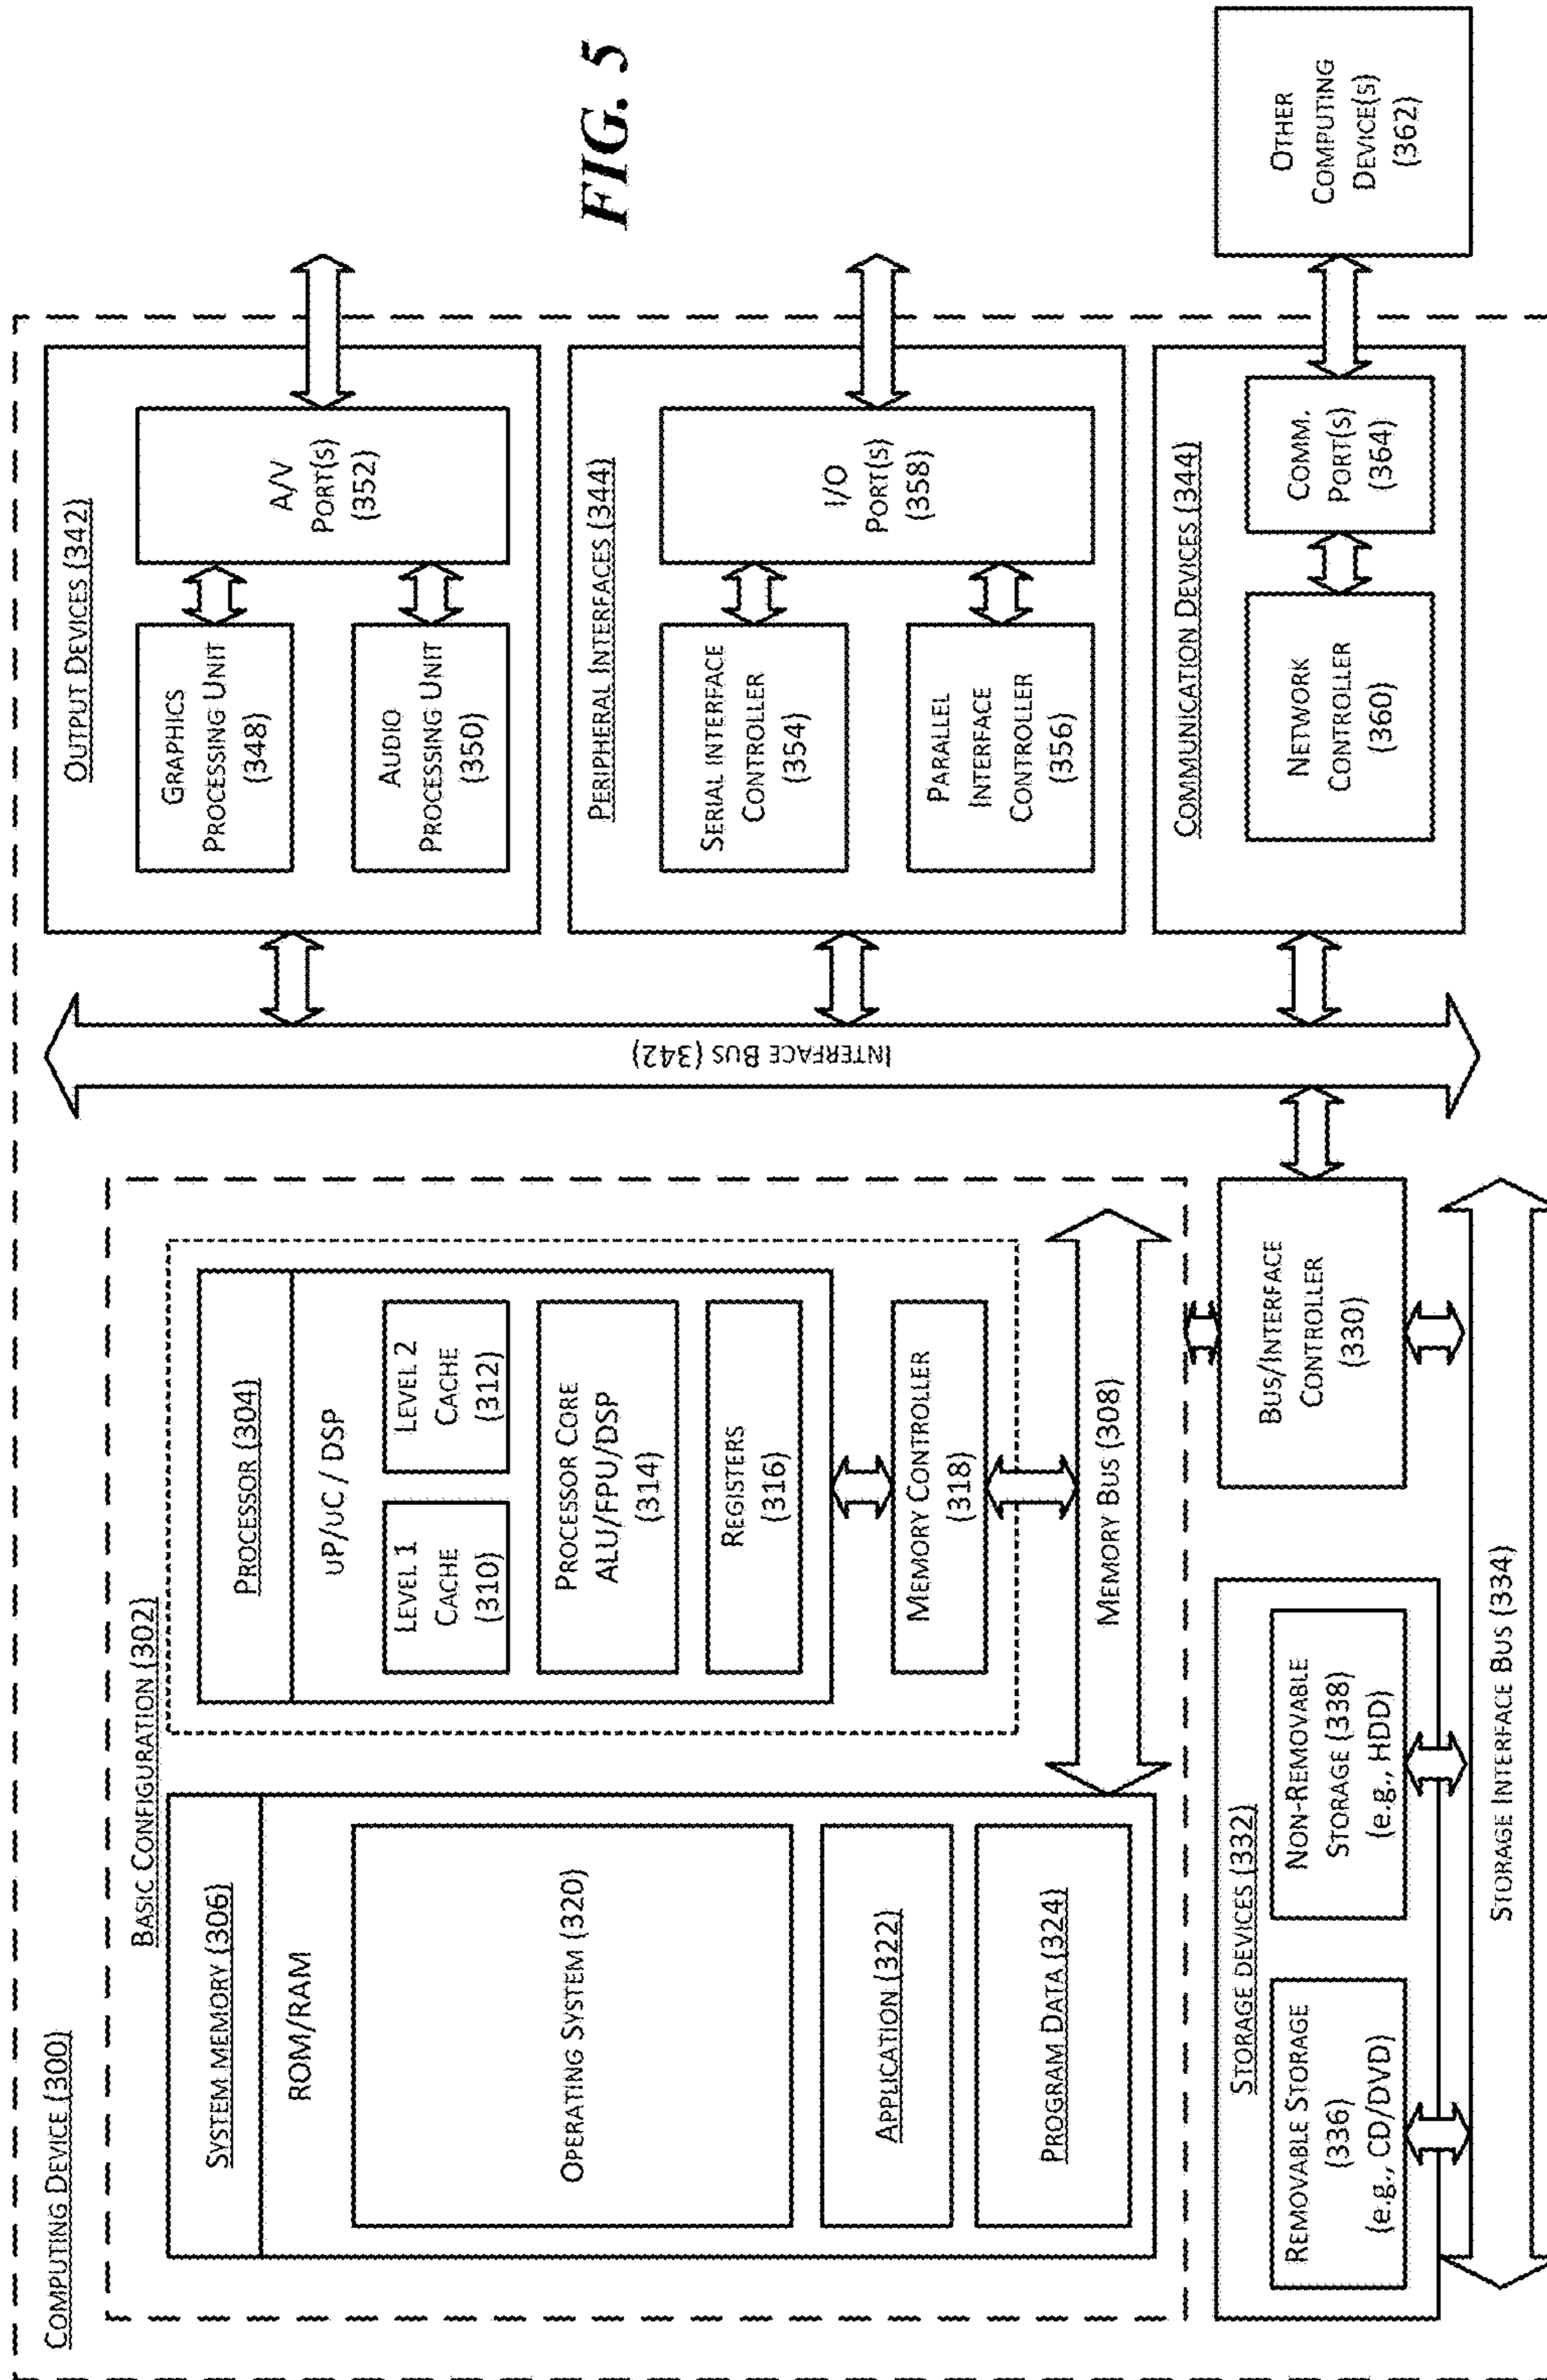 COMPUTING DEVICE (300)
BASIC CONFIGURATION (302)
SYSTEM MEMORY (306)
ROM/RAM
OPERATING SYSTEM (320)
APPLICATION (322)
PROGRAM DATA (324)
PROCESSOR (304)
uP/uC / DSP
LEVEL 1
CACHE
(310)
LEVEL 2
CACHE
(312)
PROCESSOR CORE
ALU/FPU/DSP
(314)
REGISTERS
(316)
MEMORY CONTROLLER
(318)
MEMORY BUS (308)
BUS/INTERFACE
CONTROLLER
(330)
STORAGE DEVICES (332)
REMOVABLE STORAGE
(336)
(e.g., CD/DVD)
NON-REMOVABLE
STORAGE (338)
(e.g., HDD)
STORAGE INTERFACE BUS (334)
INTERFACE BUS (342)
OUTPUT DEVICES (342)
GRAPHICS
PROCESSING UNIT
(348)
AUDIO
PROCESSING UNIT
(350)
A/V
PORT(S)
(352)
PERIPHERAL INTERFACES (344)
SERIAL INTERFACE
CONTROLLER
(354)
PARALLEL
INTERFACE
CONTROLLER
(356)
I/O
PORT(S)
(358)
COMMUNICATION DEVICES (344)
NETWORK
CONTROLLER
(360)
COMM.
PORT(S)
(364)
OTHER
COMPUTING
DEVICE(S)
(362)
FIG. 5